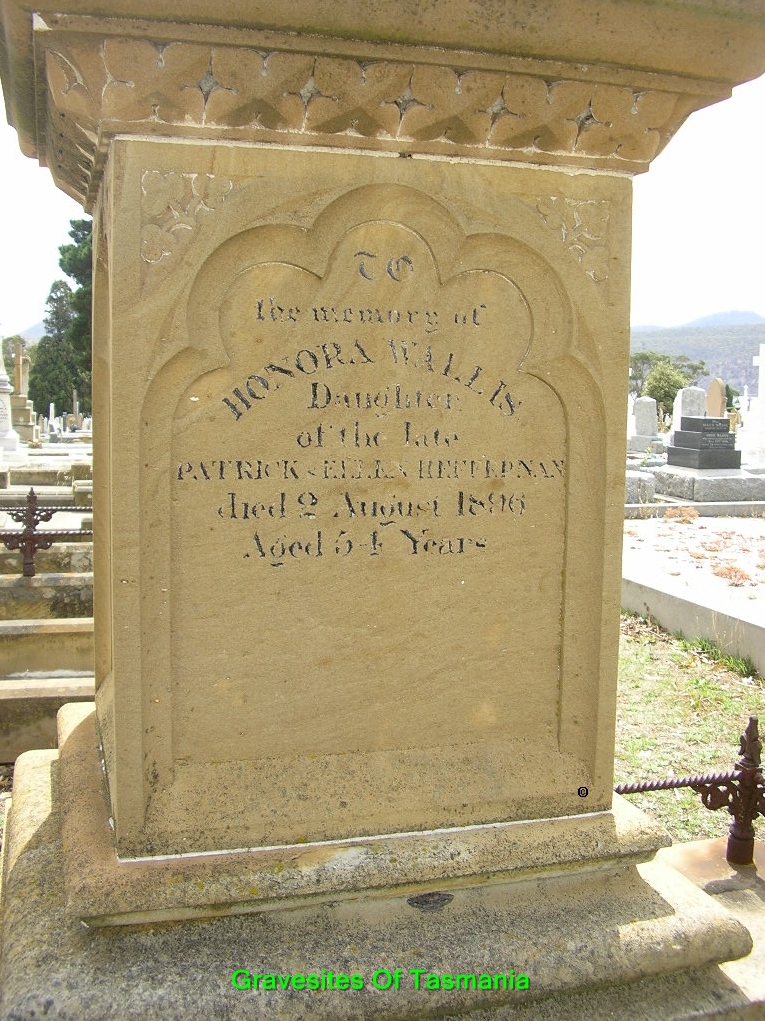 TO
the memory of
HONORA WALLIS
Daughter
of the late
PATRICK & ELLEN HEFFERNAN
died 2 August 1896
Aged 54 Years
Gravesites Of Tasmania